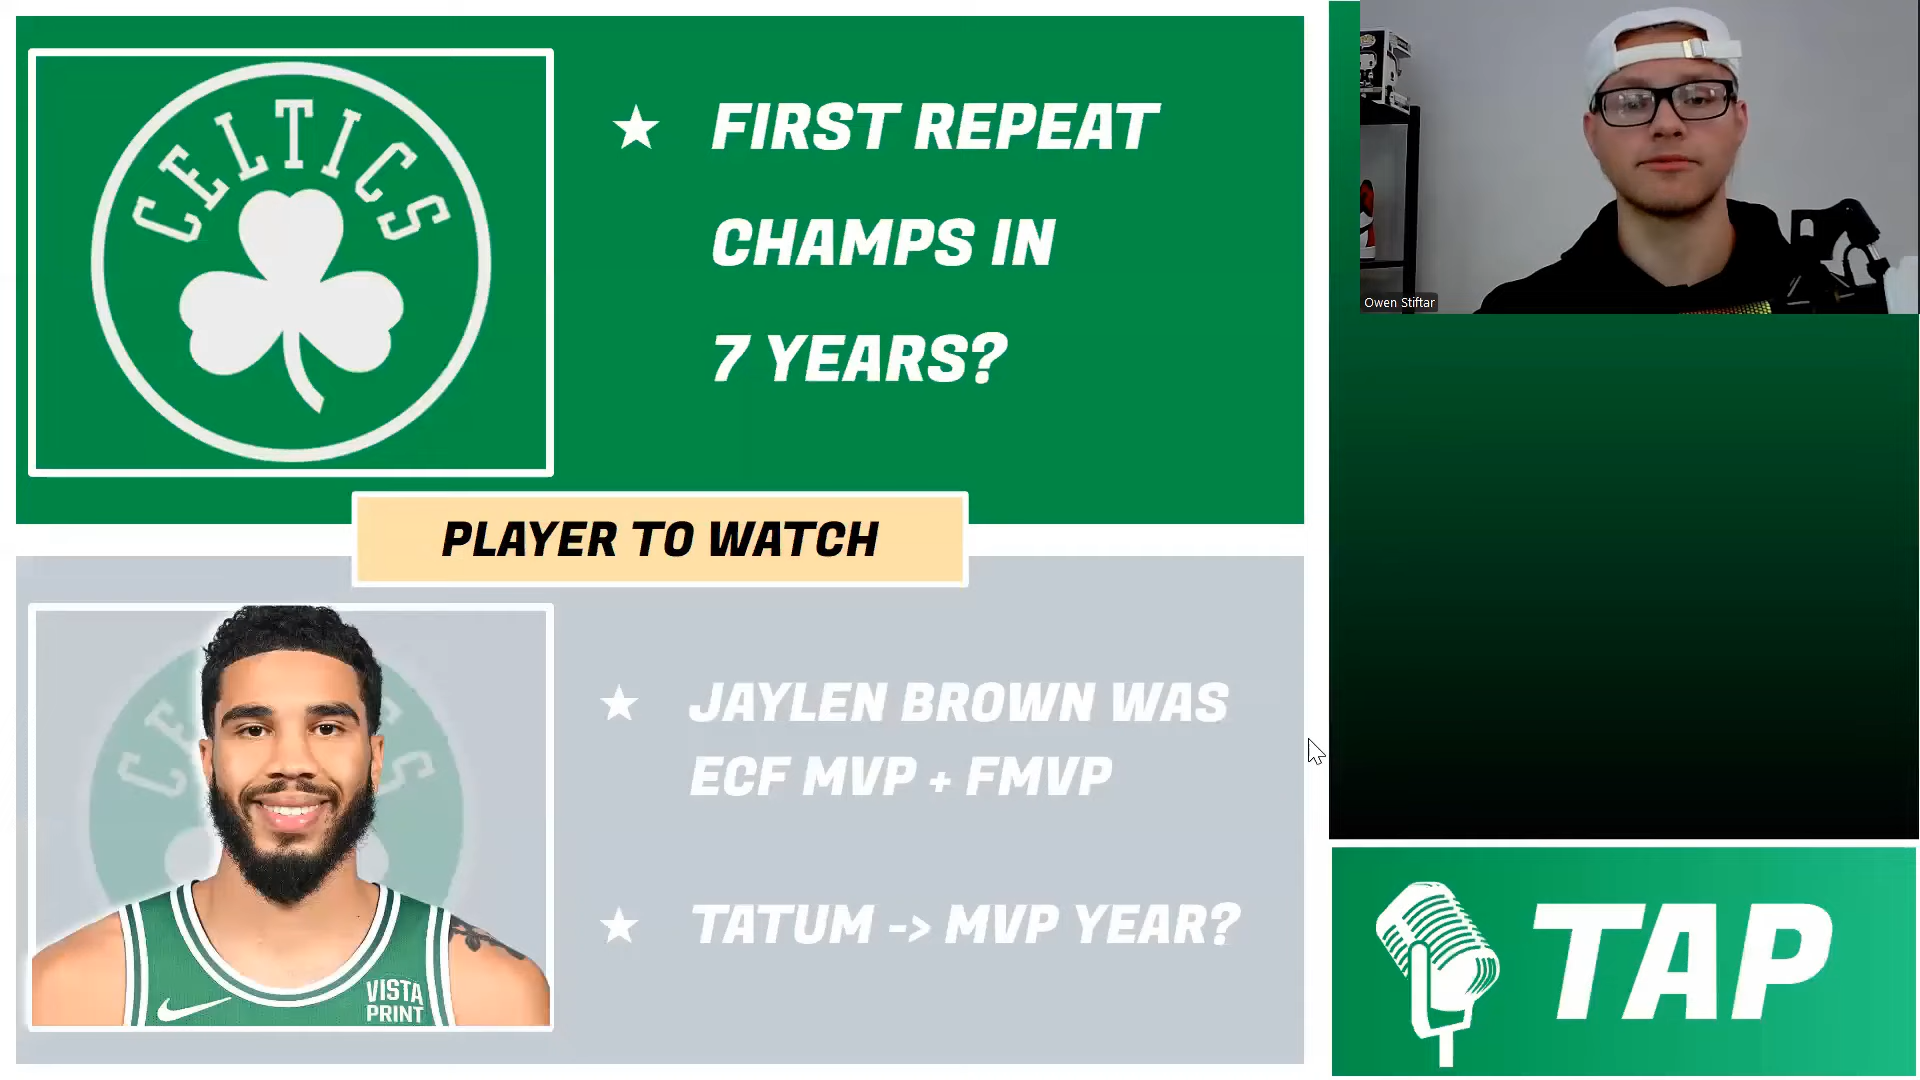 CELTICS
★ FIRST REPEAT
CHAMPS IN
7 YEARS?
PLAYER TO WATCH
★ JAYLEN BROWN WAS
ECF MVP + FMVP
★ TATUM -> MVP YEAR?
VISTA
PRINT
Owen Stiftar
TAP